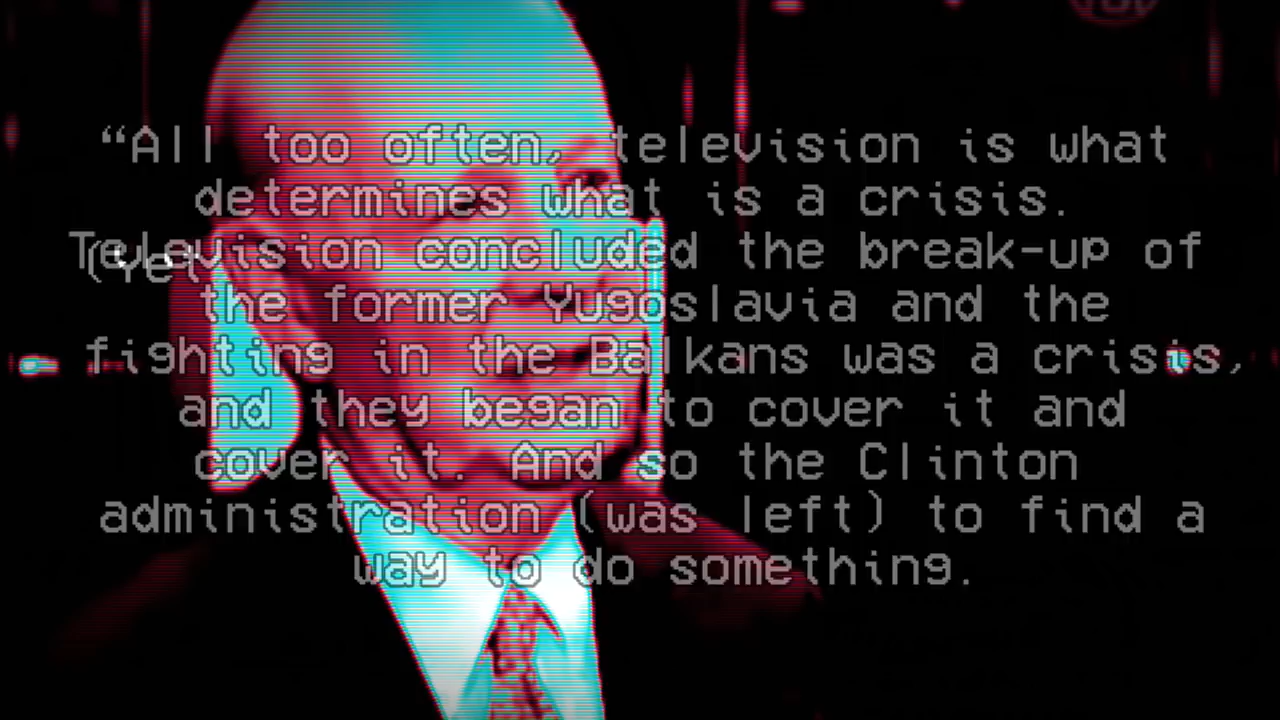 “All too often, television is what
determines what is a crisis.
Television concluded the break-up of
(Yet
the former Yugoslavia and the
fighting in the Balkans was a crisis,
and they began to cover it and
cover it. And so the Clinton
administration (was left) to find a
way to do something.